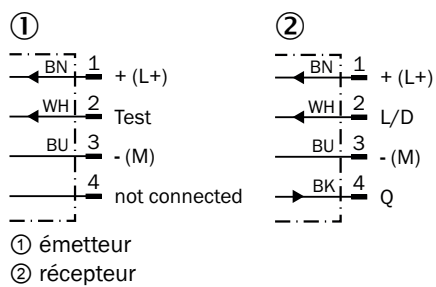 ① ②
BN 1 + (L+) BN 1 + (L+)
WH 2 Test WH 2 L/D
BU 3 - (M) BU 3 - (M)
4 not connected BK 4 Q
① émetteur
② récepteur